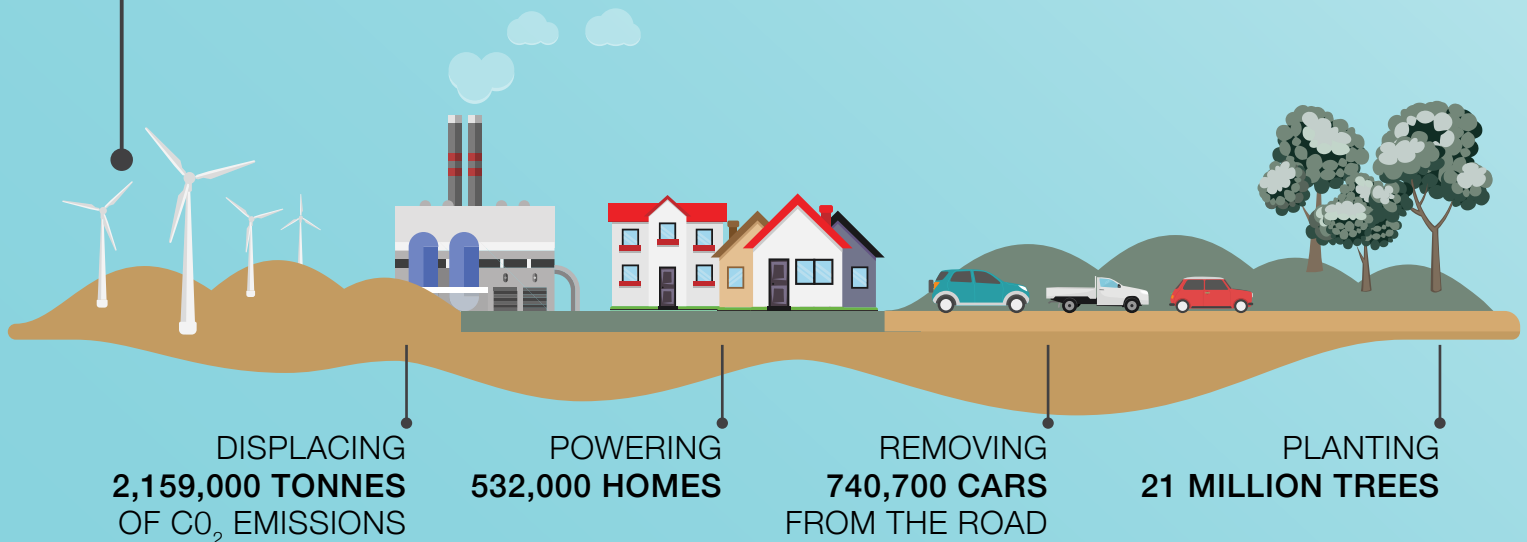 DISPLACING
2,159,000 TONNES
OF C0₂ EMISSIONS
POWERING
532,000 HOMES
REMOVING
740,700 CARS
FROM THE ROAD
PLANTING
21 MILLION TREES